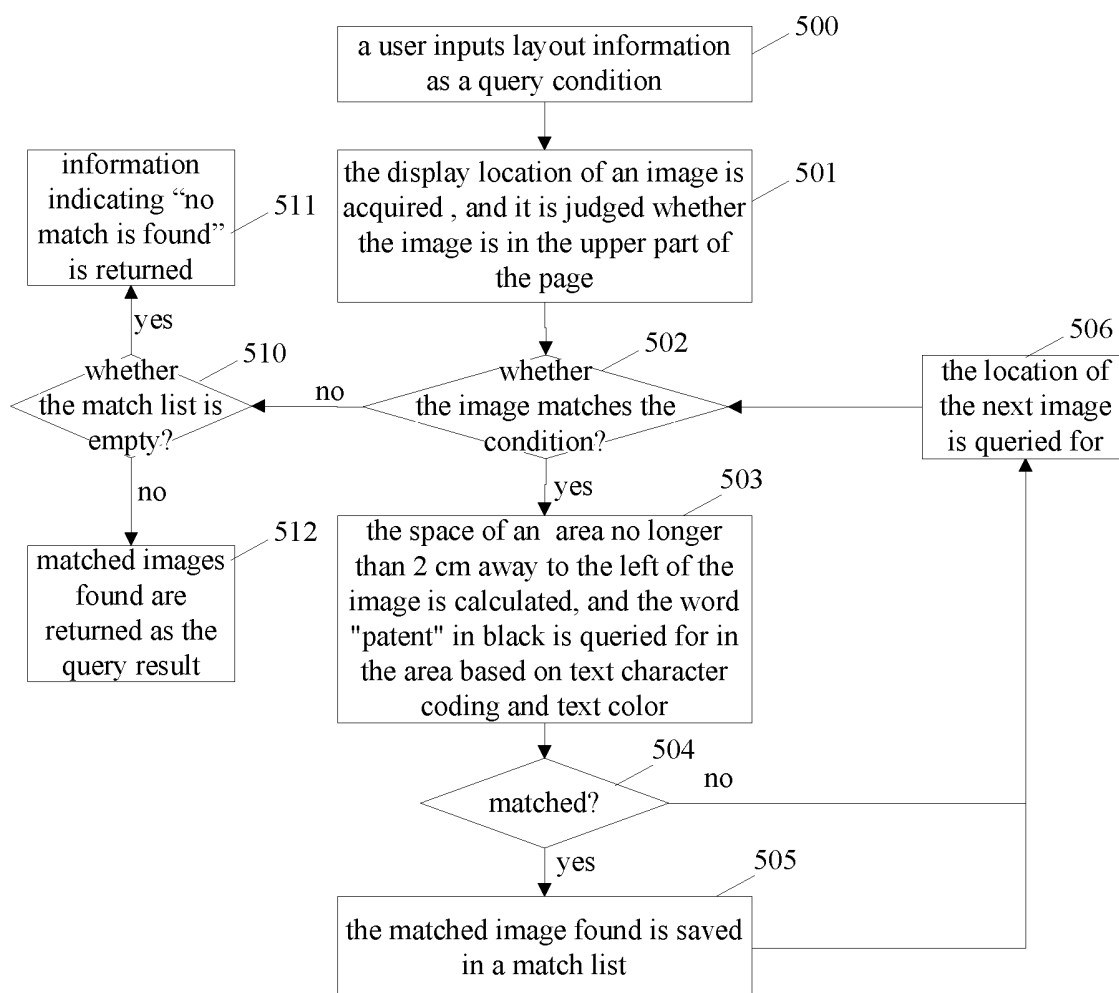 500
a user inputs layout information
as a query condition
501
the display location of an image is
acquired , and it is judged whether
the image is in the upper part of
the page
information
indicating “no
match is found”
is returned
511
yes
510
whether
the match list is
empty?
no
502
whether
the image matches the
condition?
506
the location of
the next image
is queried for
no
512
matched images
found are
returned as the
query result
yes
503
the space of an area no longer
than 2 cm away to the left of the
image is calculated, and the word
"patent" in black is queried for in
the area based on text character
coding and text color
504
matched?
no
yes
505
the matched image found is saved
in a match list